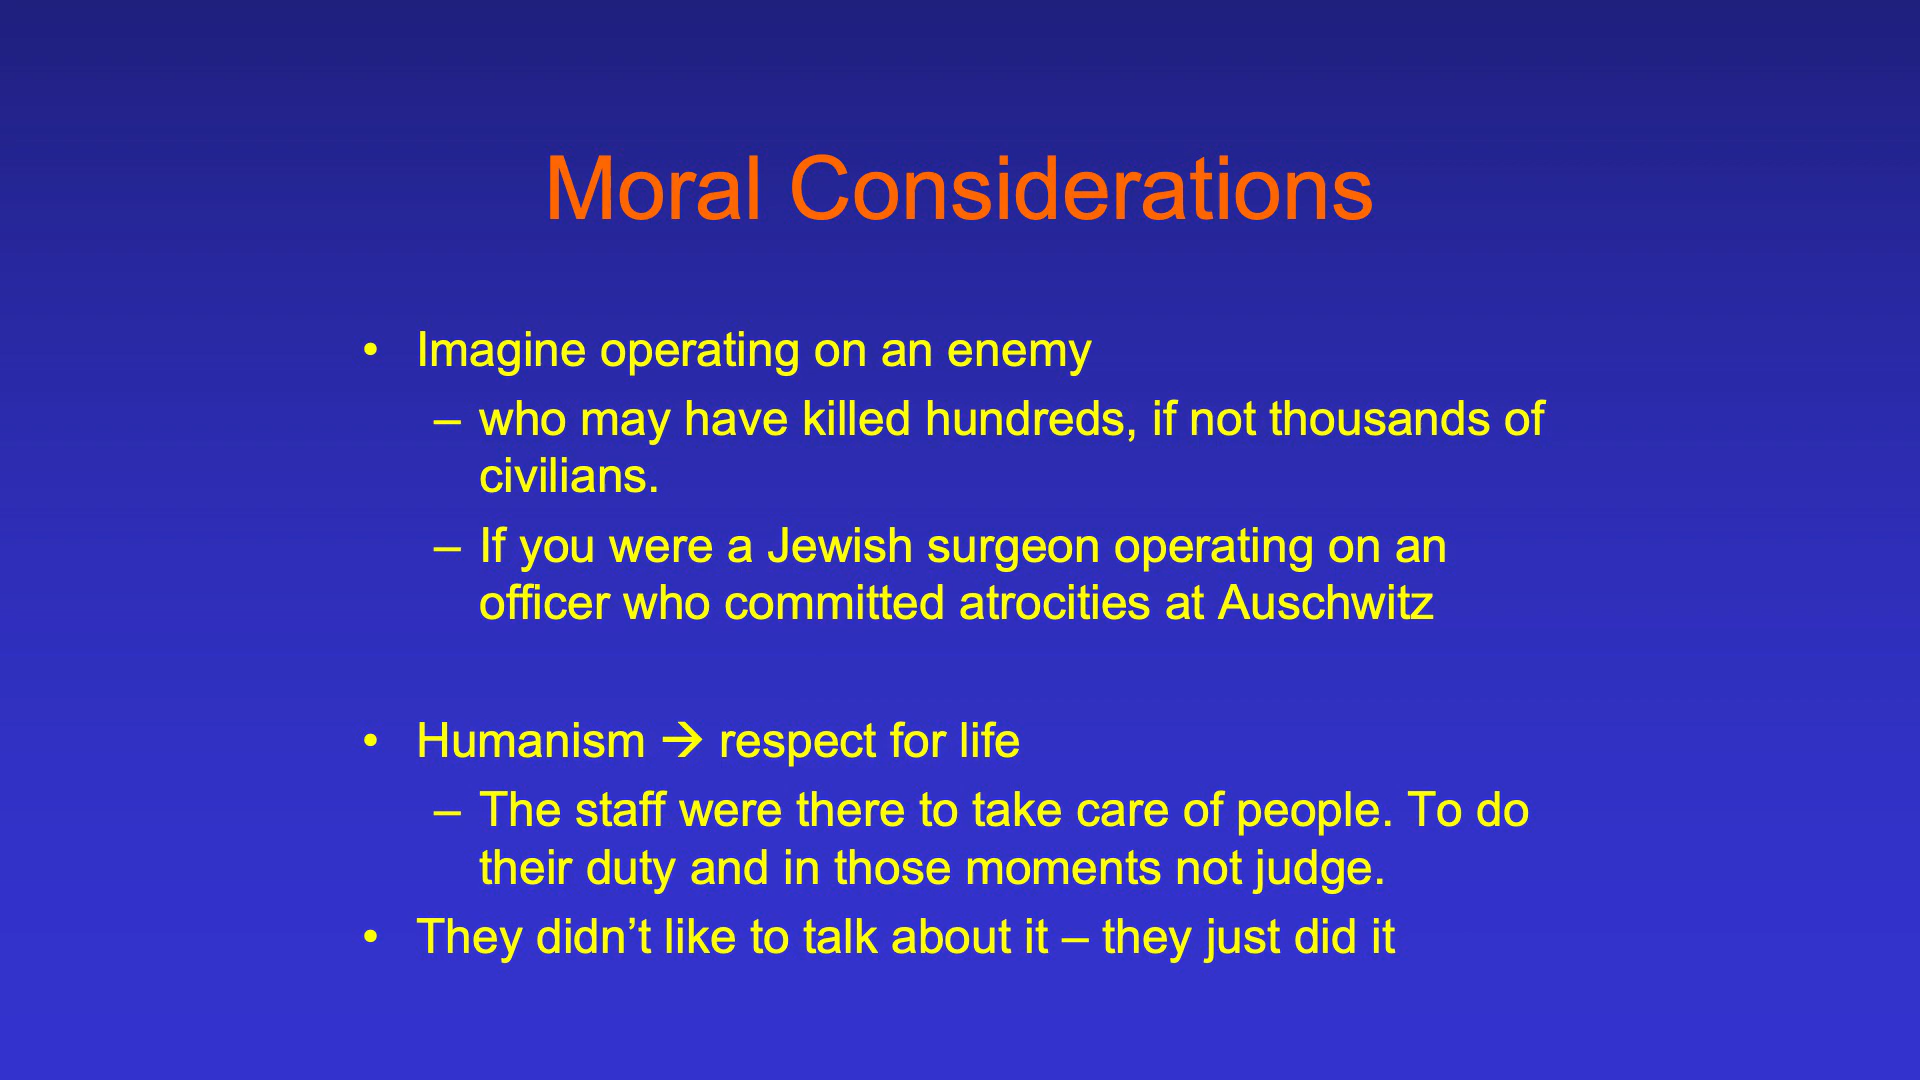 Moral Considerations
• Imagine operating on an enemy
– who may have killed hundreds, if not thousands of
civilians.
– If you were a Jewish surgeon operating on an
officer who committed atrocities at Auschwitz
• Humanism → respect for life
– The staff were there to take care of people. To do
their duty and in those moments not judge.
• They didn’t like to talk about it – they just did it